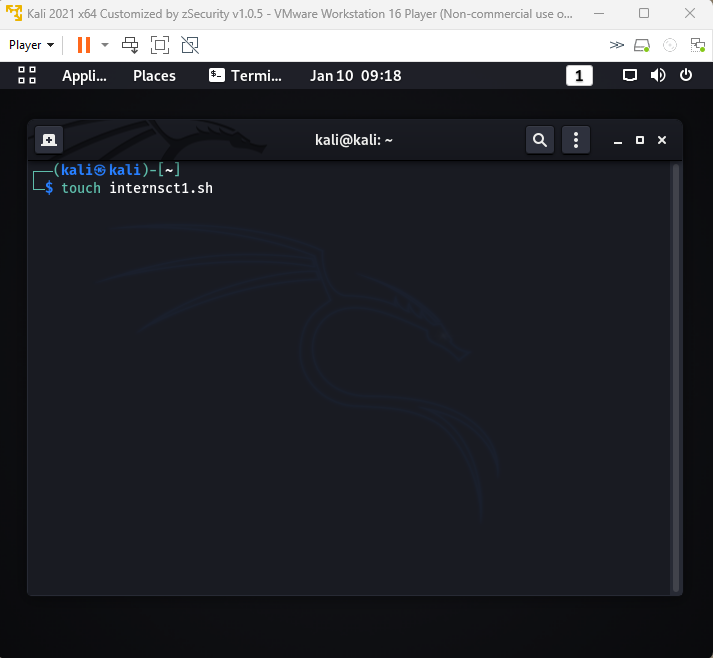 Kali 2021 x64 Customized by zSecurity v1.0.5 - VMware Workstation 16 Player (Non-commercial use o...
Player
Appli... Places Termi... Jan 10 09:18 1
kali@kali: ~
(kali㉿kali)-[~]
$ touch internsct1.sh